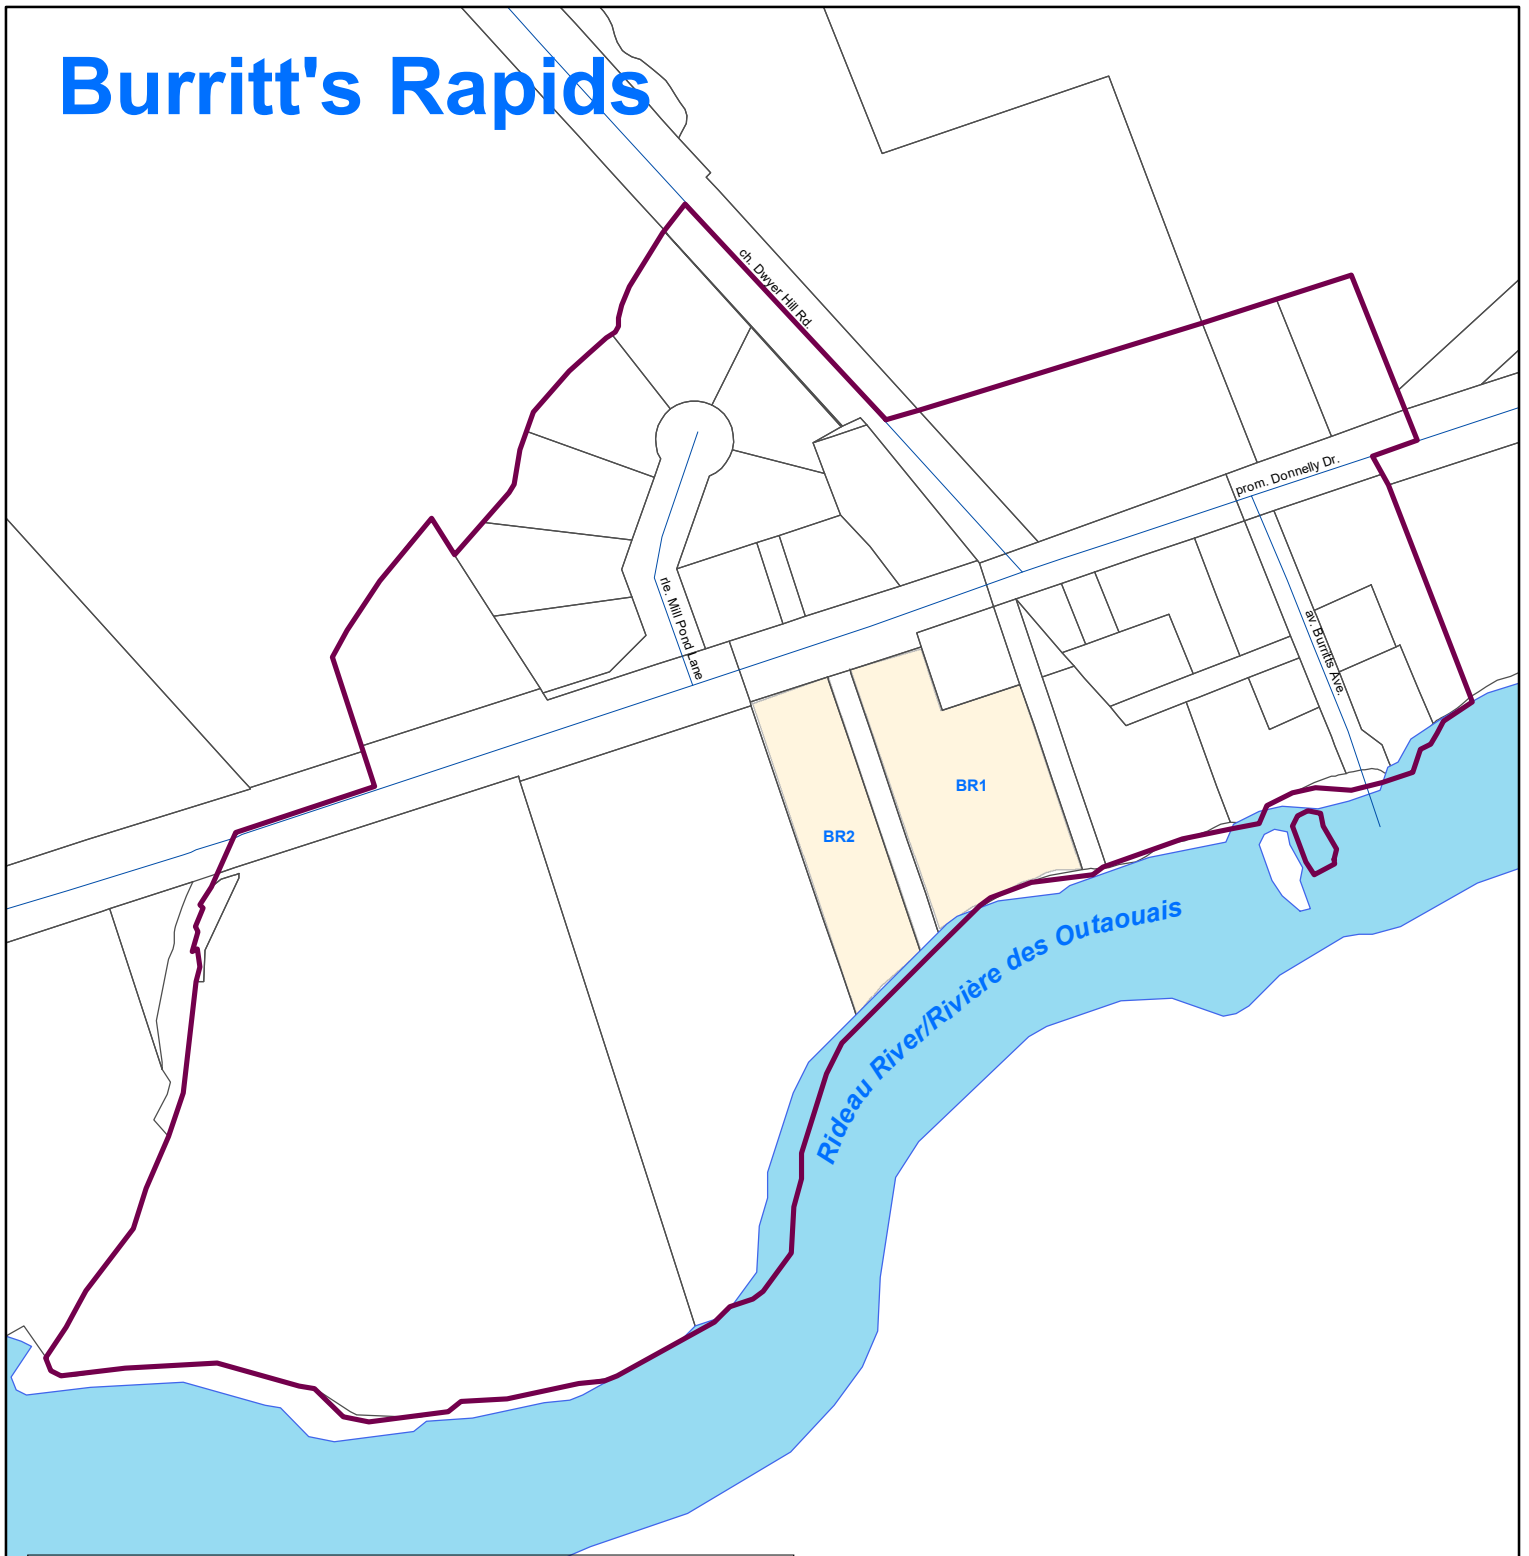 Burritt's Rapids
ch. Dwyer Hill Rd.
prom. Donnelly Dr.
rle. Mill Pond Lane
av. Burritts Ave.
BR1
BR2
Rideau River/Rivière des Outaouais